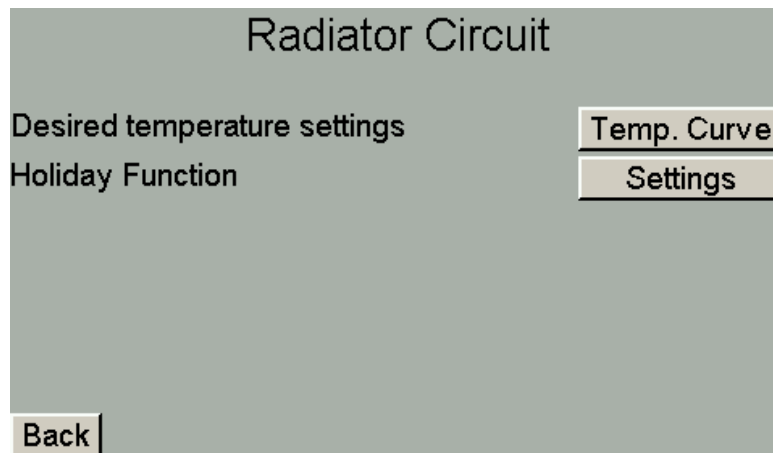 Radiator Circuit
Desired temperature settings Temp. Curve
Holiday Function Settings
Back